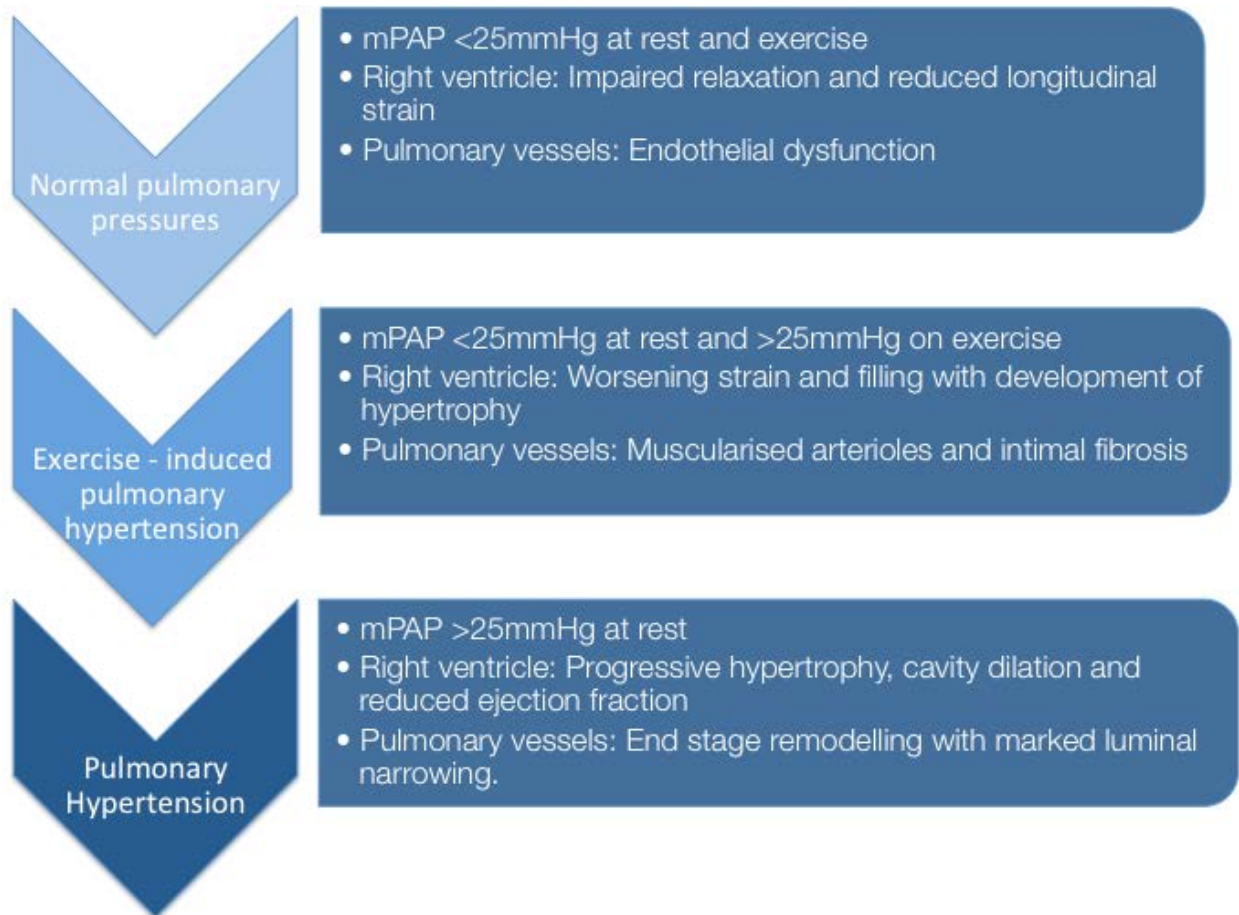 Normal pulmonary
pressures
• mPAP <25mmHg at rest and exercise
• Right ventricle: Impaired relaxation and reduced longitudinal
strain
• Pulmonary vessels: Endothelial dysfunction
Exercise - induced
pulmonary
hypertension
• mPAP <25mmHg at rest and >25mmHg on exercise
• Right ventricle: Worsening strain and filling with development of
hypertrophy
• Pulmonary vessels: Muscularised arterioles and intimal fibrosis
Pulmonary
Hypertension
• mPAP >25mmHg at rest
• Right ventricle: Progressive hypertrophy, cavity dilation and
reduced ejection fraction
• Pulmonary vessels: End stage remodelling with marked luminal
narrowing.